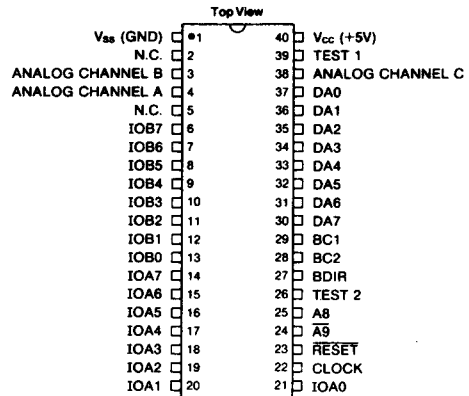 Top View
Vss (GND) 1 40 Vcc (+5V)
N.C. 2 39 TEST 1
ANALOG CHANNEL B 3 38 ANALOG CHANNEL C
ANALOG CHANNEL A 4 37 DA0
N.C. 5 36 DA1
IOB7 6 35 DA2
IOB6 7 34 DA3
IOB5 8 33 DA4
IOB4 9 32 DA5
IOB3 10 31 DA6
IOB2 11 30 DA7
IOB1 12 29 BC1
IOB0 13 28 BC2
IOA7 14 27 BDIR
IOA6 15 26 TEST 2
IOA5 16 25 A8
IOA4 17 24 A9
IOA3 18 23 RESET
IOA2 19 22 CLOCK
IOA1 20 21 IOA0